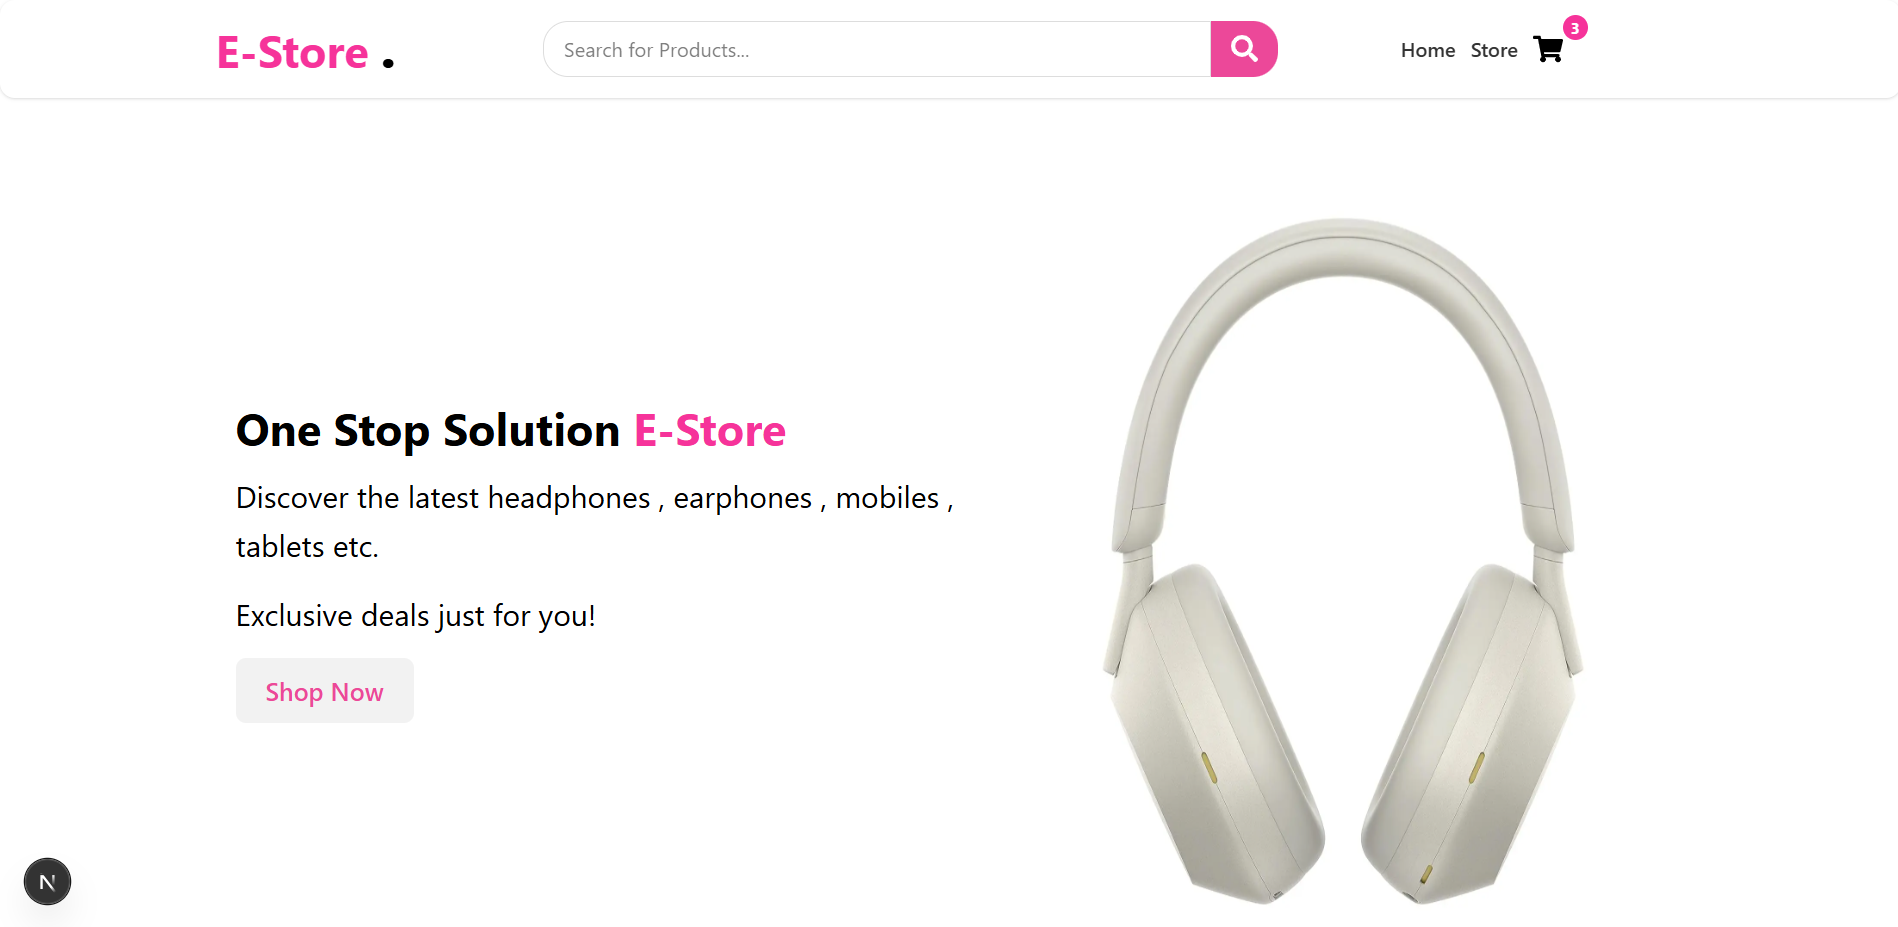 E-Store .
Search for Products...
Home Store
3
One Stop Solution E-Store
Discover the latest headphones , earphones , mobiles ,
tablets etc.
Exclusive deals just for you!
Shop Now
N